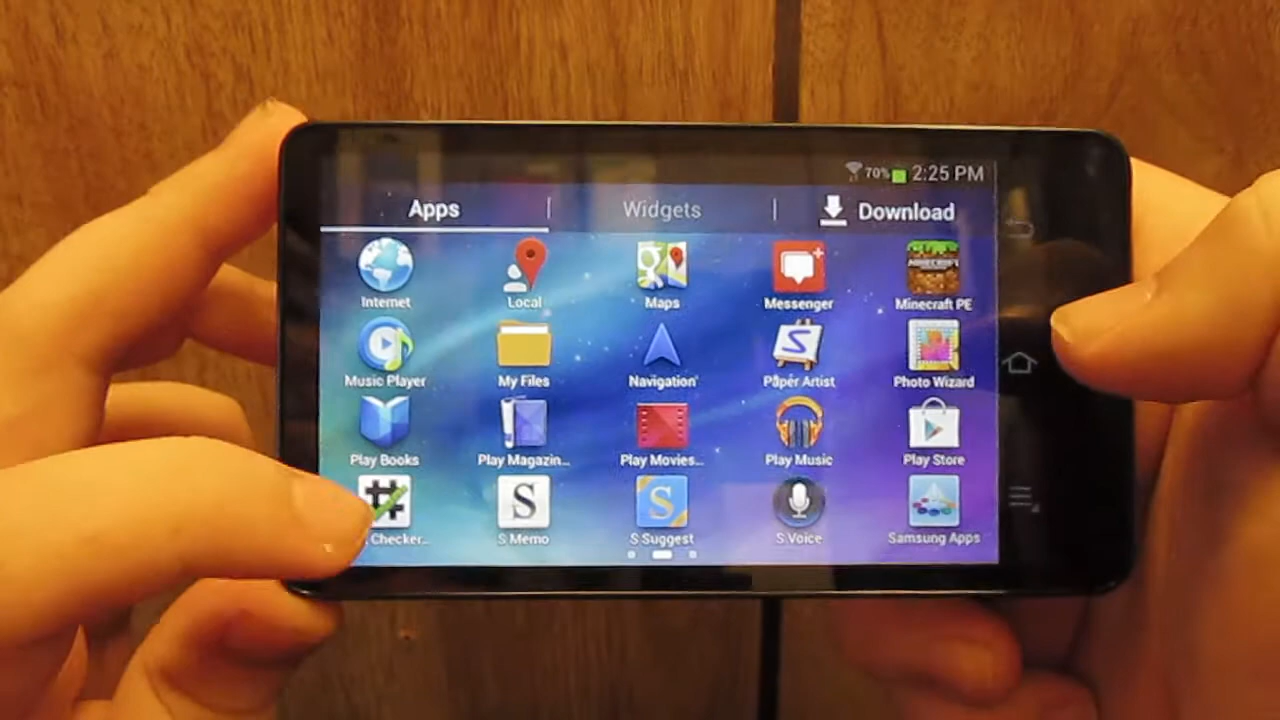 70% 2:25 PM
Apps Widgets Download
Internet Local Maps Messenger Minecraft PE
Music Player My Files Navigation Paper Artist Photo Wizard
Play Books Play Magazin... Play Movies... Play Music Play Store
Checker... S Memo S Suggest S Voice Samsung Apps